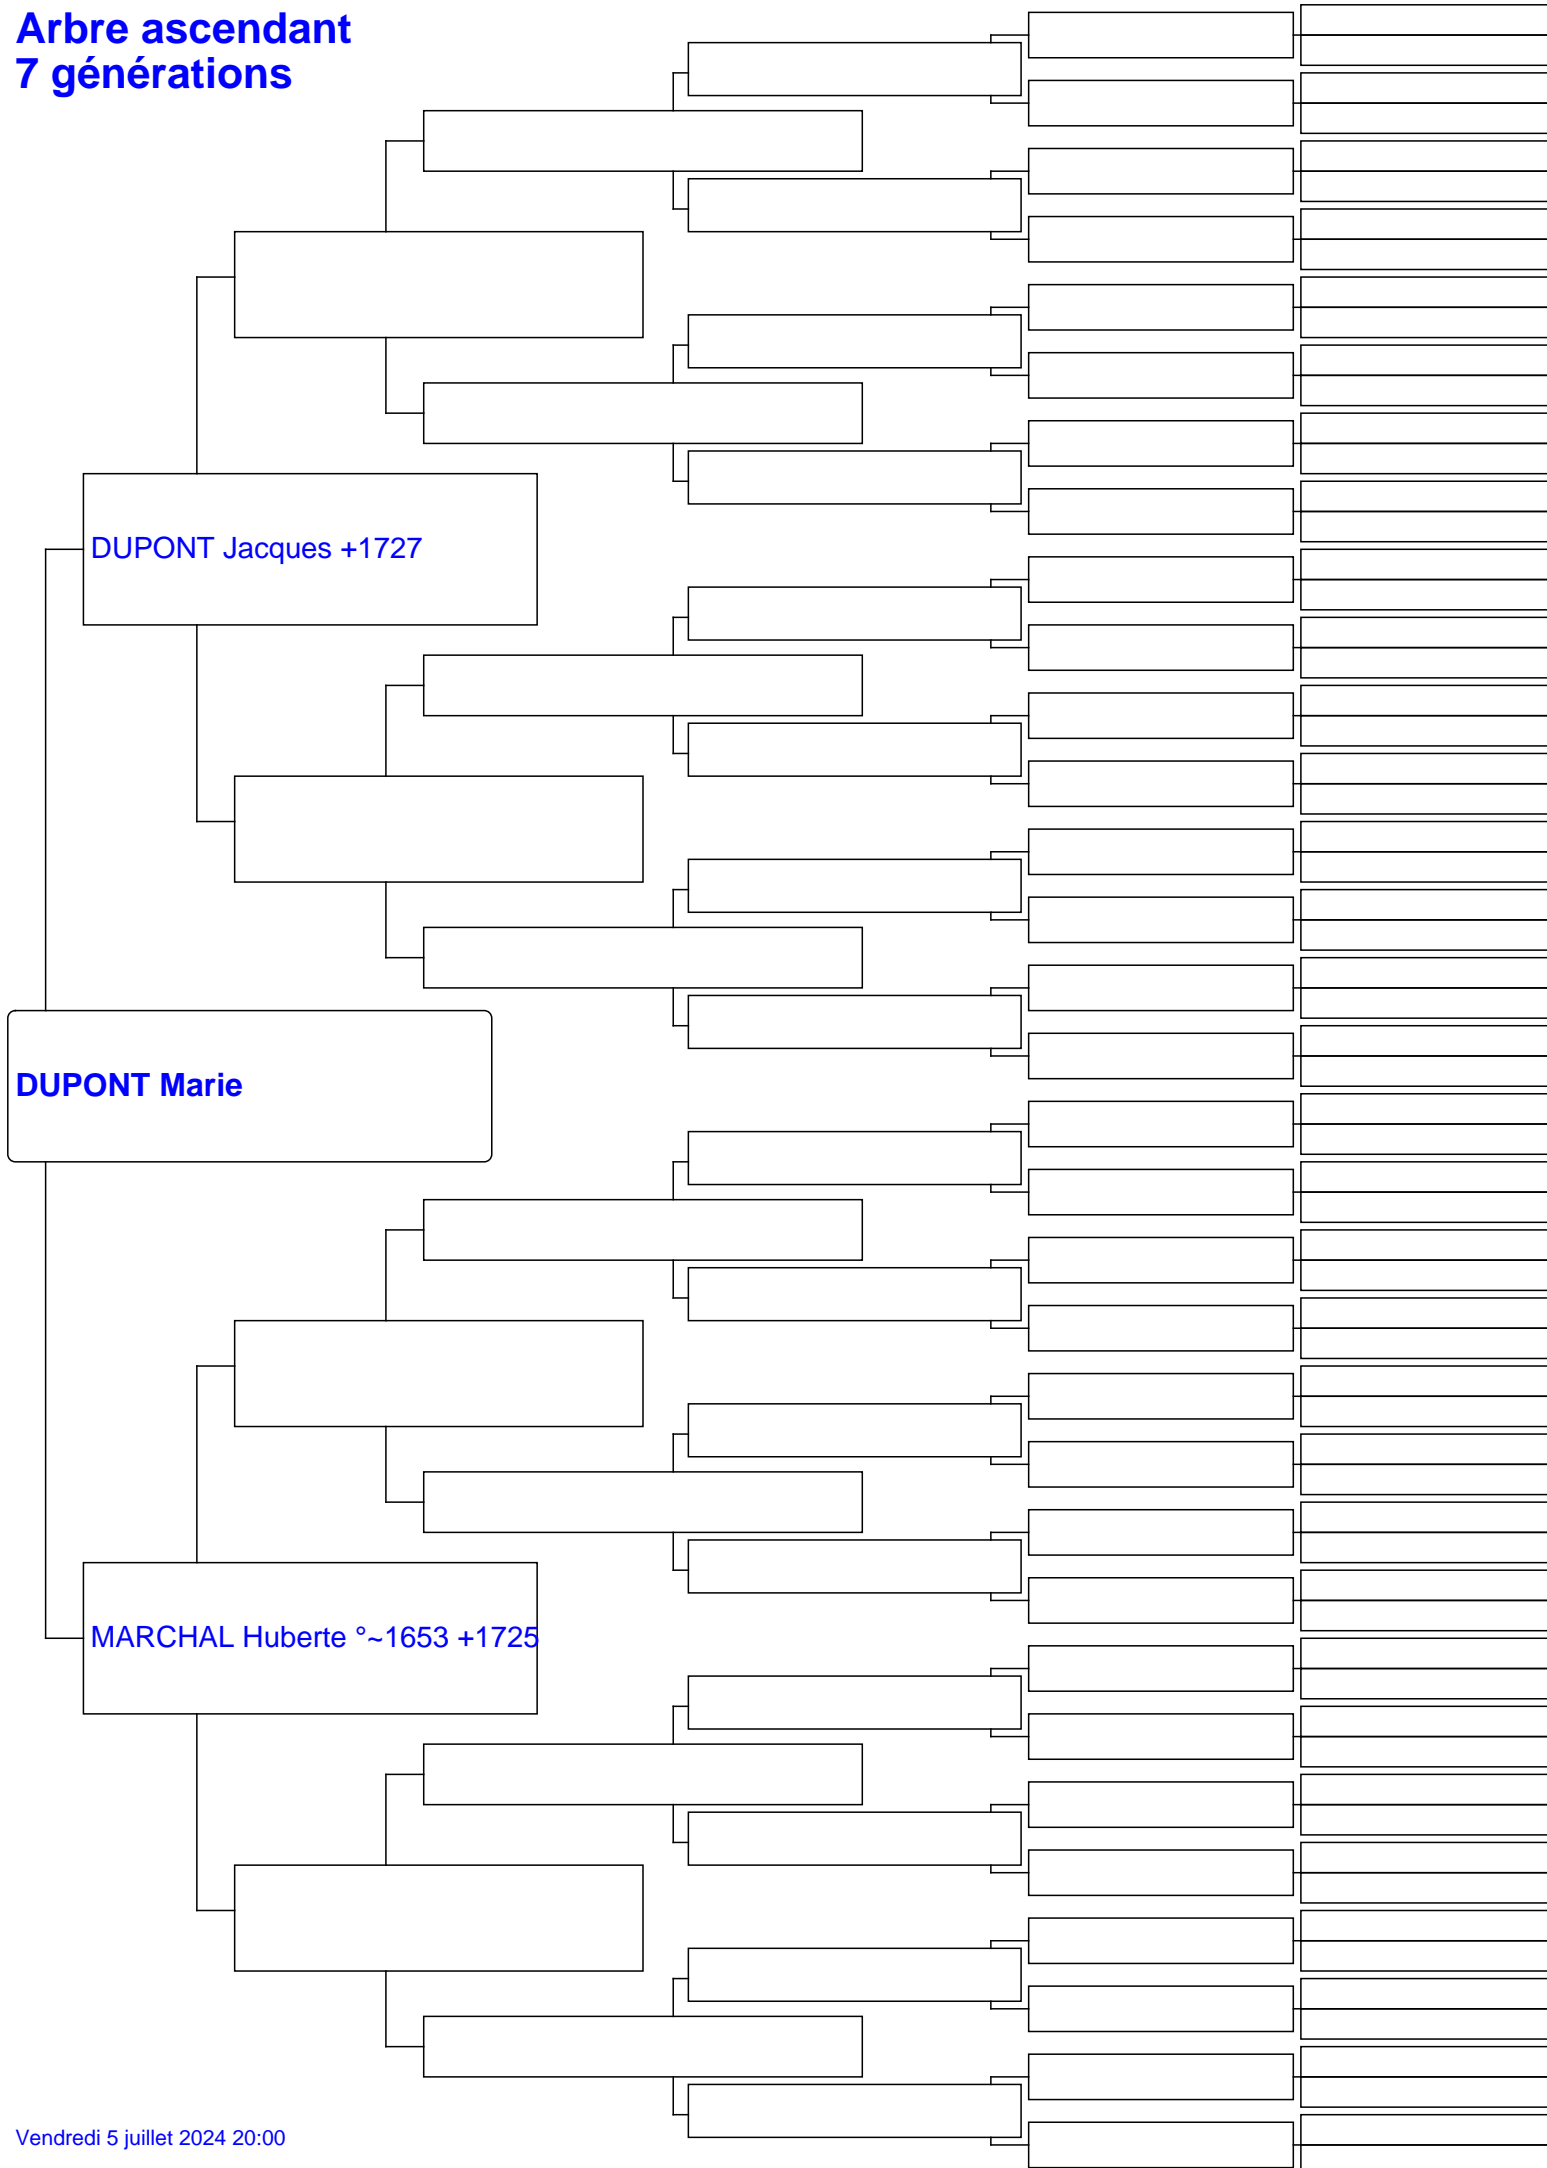 Arbre ascendant
7 générations
DUPONT Jacques +1727
DUPONT Marie
MARCHAL Huberte °~1653 +1725
Vendredi 5 juillet 2024 20:00